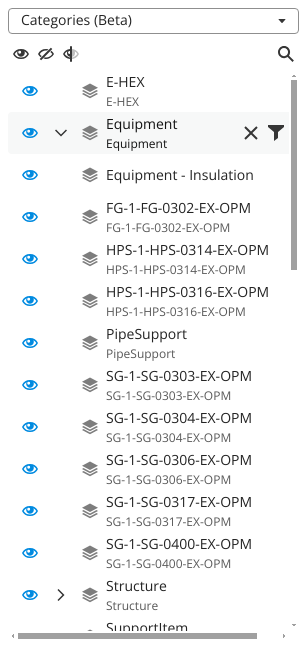 Categories (Beta)
E-HEX
E-HEX
Equipment
Equipment
Equipment - Insulation
FG-1-FG-0302-EX-OPM
FG-1-FG-0302-EX-OPM
HPS-1-HPS-0314-EX-OPM
HPS-1-HPS-0314-EX-OPM
HPS-1-HPS-0316-EX-OPM
HPS-1-HPS-0316-EX-OPM
PipeSupport
PipeSupport
SG-1-SG-0303-EX-OPM
SG-1-SG-0303-EX-OPM
SG-1-SG-0304-EX-OPM
SG-1-SG-0304-EX-OPM
SG-1-SG-0306-EX-OPM
SG-1-SG-0306-EX-OPM
SG-1-SG-0317-EX-OPM
SG-1-SG-0317-EX-OPM
SG-1-SG-0400-EX-OPM
SG-1-SG-0400-EX-OPM
Structure
Structure
SupportItem